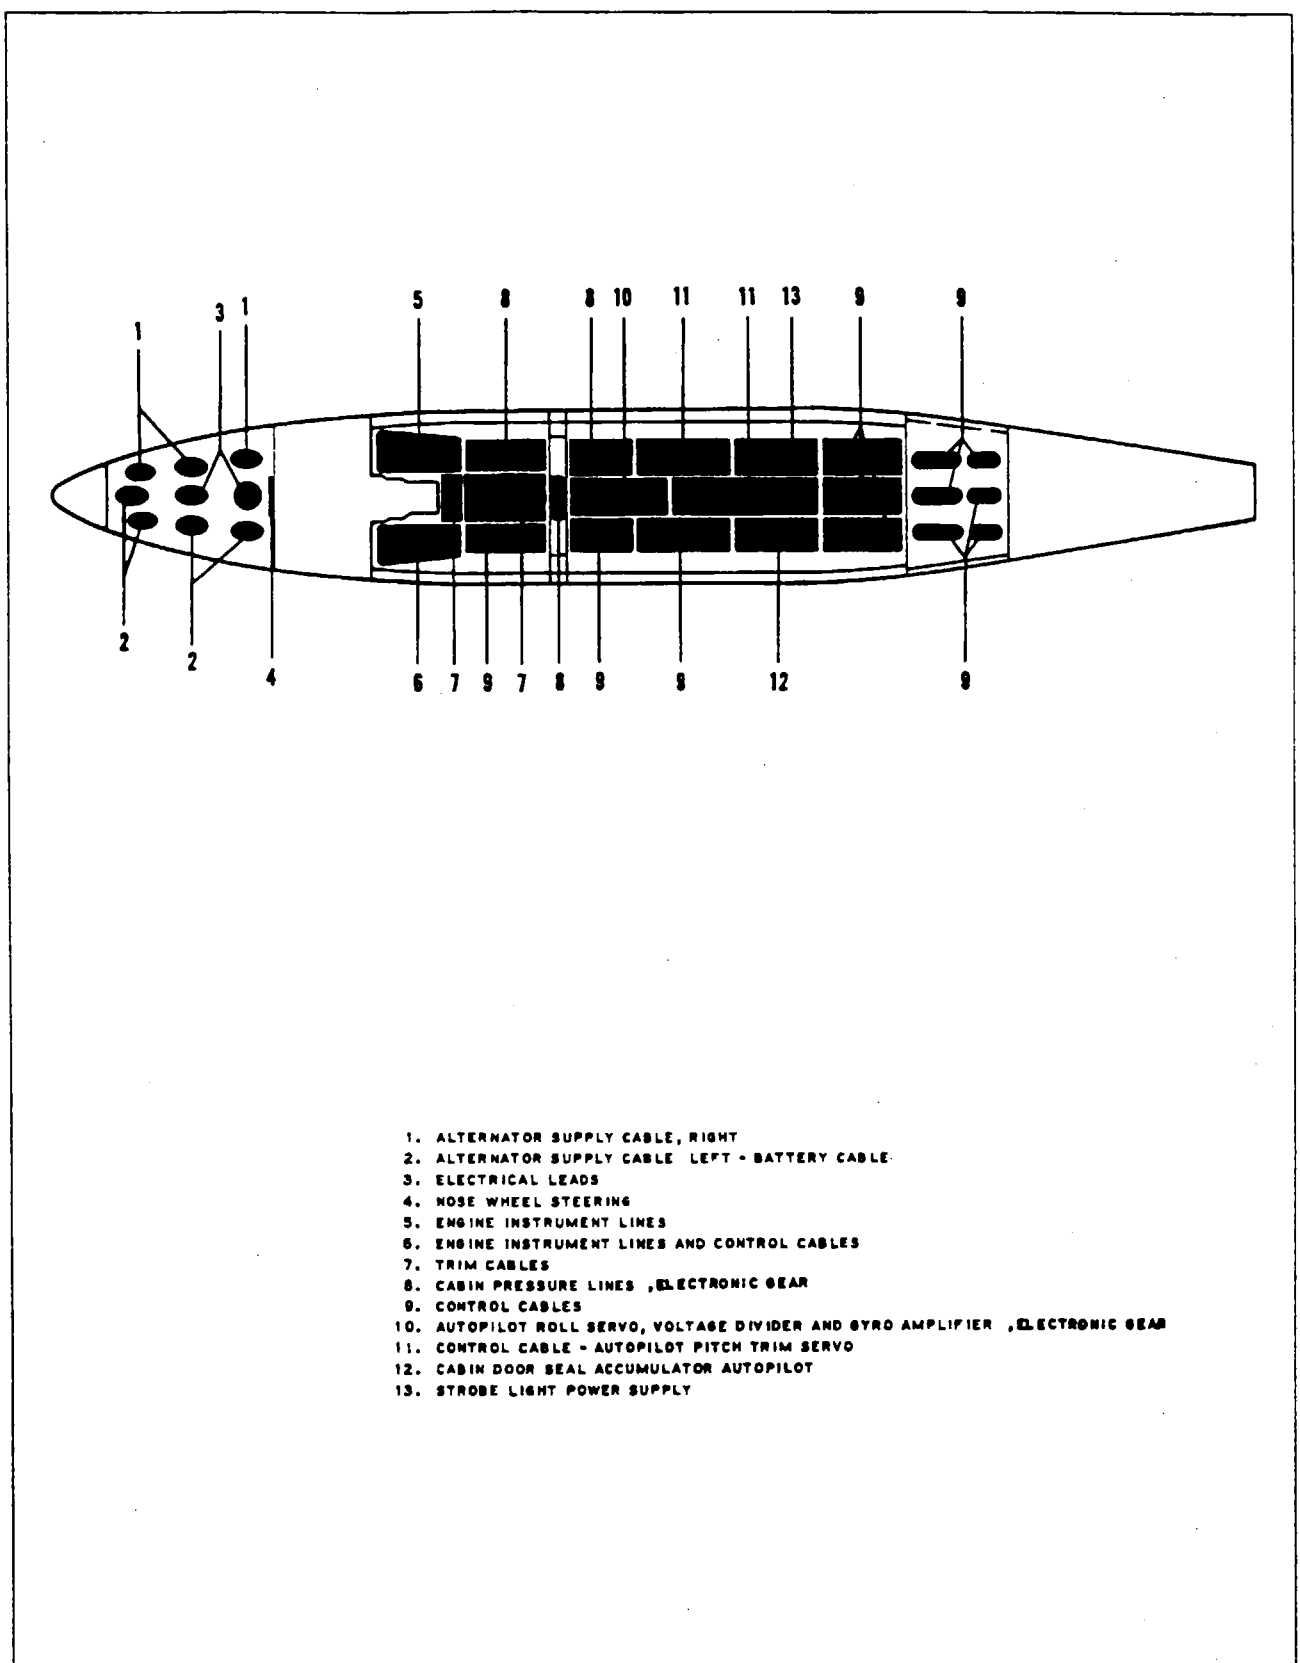 5 8 8 10 11 11 13 9 9
1 3 1
2 2 4
6 7 9 7 8 9 9 12 9
1. ALTERNATOR SUPPLY CABLE, RIGHT
2. ALTERNATOR SUPPLY CABLE LEFT - BATTERY CABLE
3. ELECTRICAL LEADS
4. NOSE WHEEL STEERING
5. ENGINE INSTRUMENT LINES
6. ENGINE INSTRUMENT LINES AND CONTROL CABLES
7. TRIM CABLES
8. CABIN PRESSURE LINES , ELECTRONIC GEAR
9. CONTROL CABLES
10. AUTOPILOT ROLL SERVO, VOLTAGE DIVIDER AND GYRO AMPLIFIER , ELECTRONIC GEAR
11. CONTROL CABLE - AUTOPILOT PITCH TRIM SERVO
12. CABIN DOOR SEAL ACCUMULATOR AUTOPILOT
13. STROBE LIGHT POWER SUPPLY